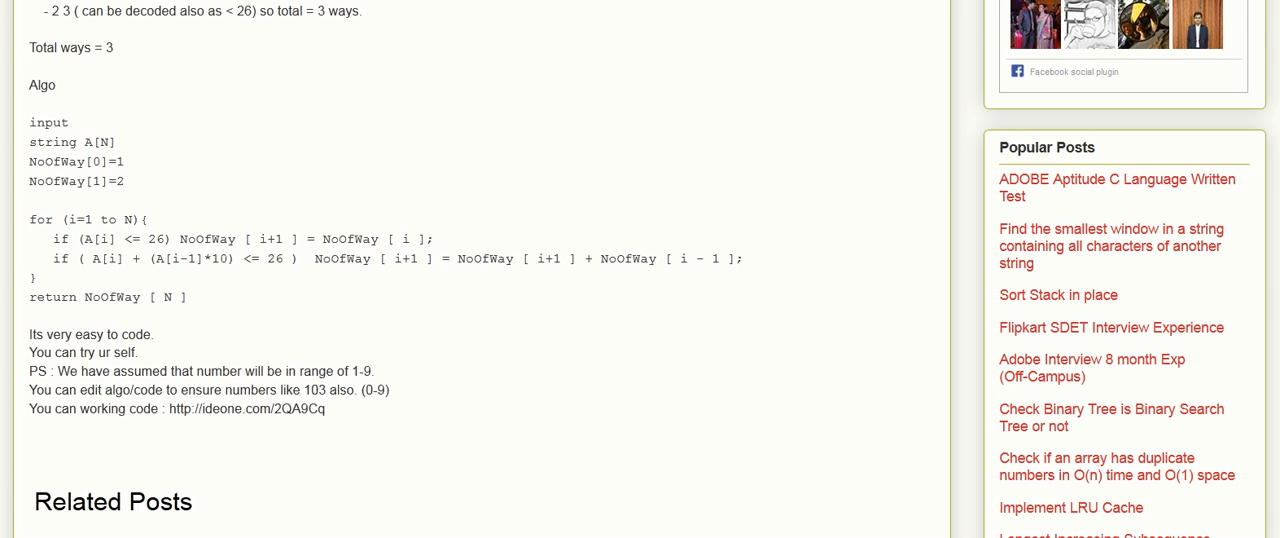 - 2 3 ( can be decoded also as < 26) so total = 3 ways.
Total ways = 3
Algo
input
string A[N]
NoOfWay[0]=1
NoOfWay[1]=2
for (i=1 to N){
if (A[i] <= 26) NoOfWay [ i+1 ] = NoOfWay [ i ];
if ( A[i] + (A[i-1]*10) <= 26 )  NoOfWay [ i+1 ] = NoOfWay [ i+1 ] + NoOfWay [ i - 1 ];
}
return NoOfWay [ N ]
Its very easy to code.
You can try ur self.
PS : We have assumed that number will be in range of 1-9.
You can edit algo/code to ensure numbers like 103 also. (0-9)
You can working code : http://ideone.com/2QA9Cq
Related Posts
Facebook social plugin
Popular Posts
ADOBE Aptitude C Language Written
Test
Find the smallest window in a string
containing all characters of another
string
Sort Stack in place
Flipkart SDET Interview Experience
Adobe Interview 8 month Exp
(Off-Campus)
Check Binary Tree is Binary Search
Tree or not
Check if an array has duplicate
numbers in O(n) time and O(1) space
Implement LRU Cache
Longest Increasing Subsequence